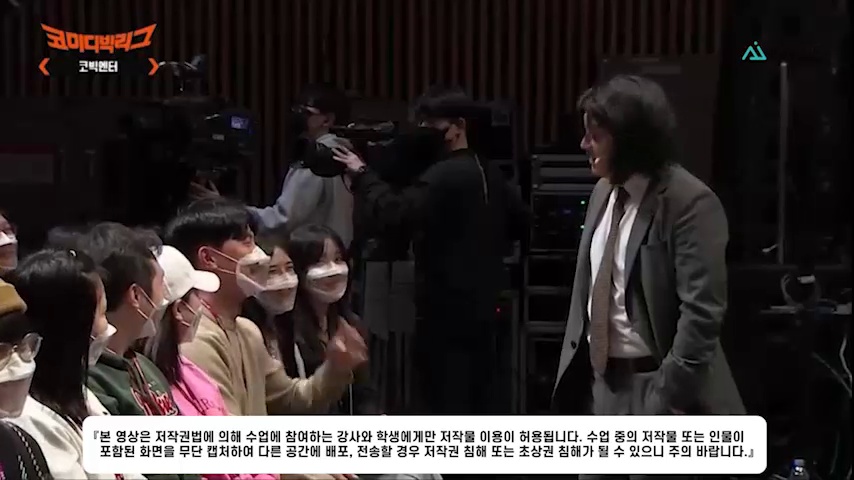 코미디빅리그
코빅엔터
『본 영상은 저작권법에 의해 수업에 참여하는 강사와 학생에게만 저작물 이용이 허용됩니다. 수업 중의 저작물 또는 인물이
포함된 화면을 무단 캡처하여 다른 공간에 배포, 전송할 경우 저작권 침해 또는 초상권 침해가 될 수 있으니 주의 바랍니다.』